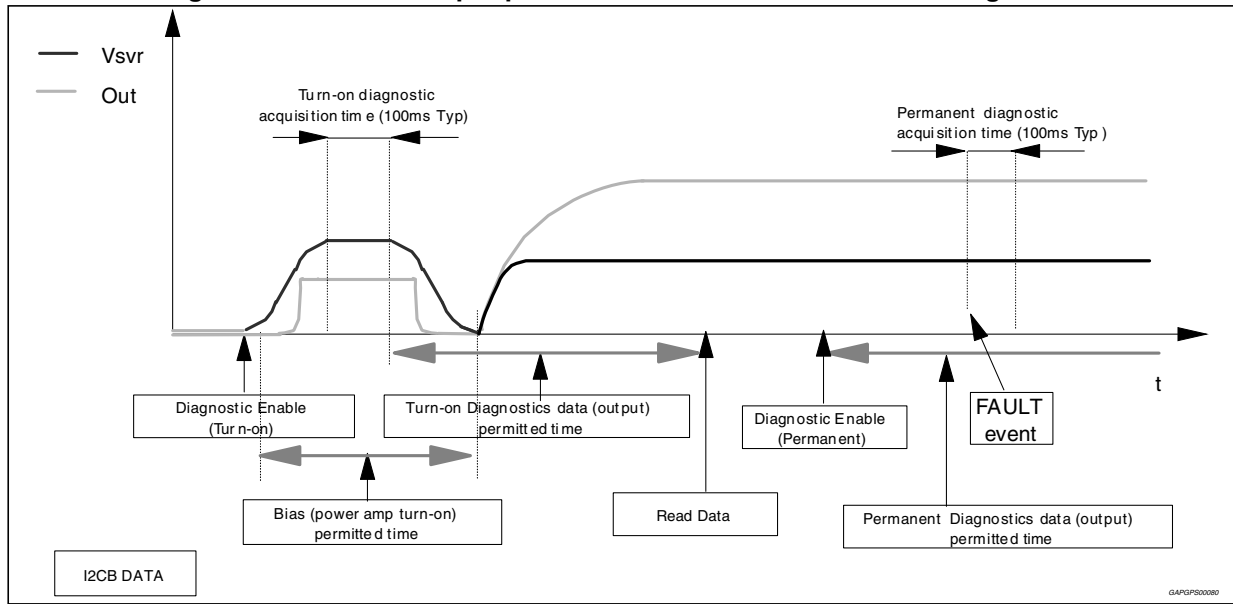 Vsvr
Out
Turn-on diagnostic
acquisition time (100ms Typ)
Permanent diagnostic
acquisition time (100ms Typ)
t
Diagnostic Enable
(Turn-on)
Turn-on Diagnostics data (output)
permitted time
Diagnostic Enable
(Permanent)
FAULT
event
Bias (power amp turn-on)
permitted time
Read Data
Permanent Diagnostics data (output)
permitted time
I2CB DATA
GAPGPS00080